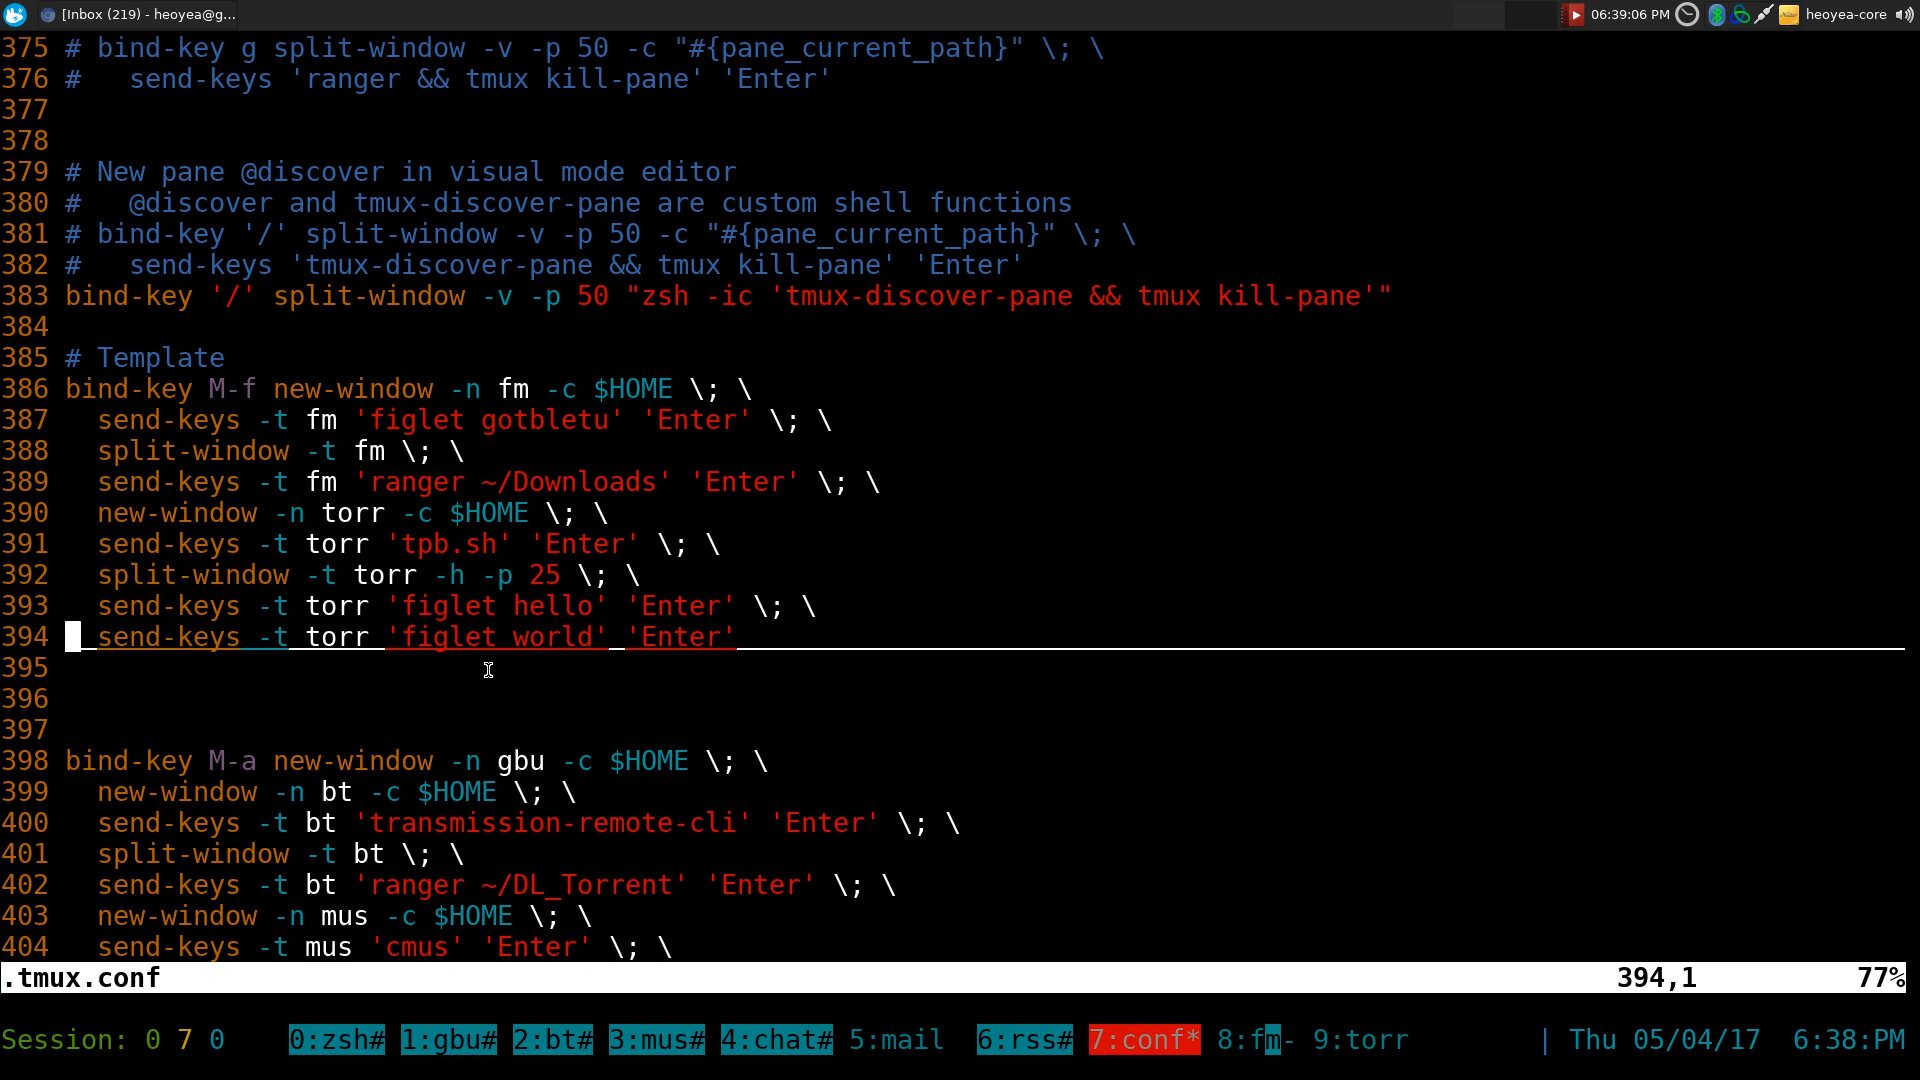 [Inbox (219) - heoyea@g...
06:39:06 PM
heoyea-core
375 # bind-key g split-window -v -p 50 -c "#{pane_current_path}" \; \
376 #   send-keys 'ranger && tmux kill-pane' 'Enter'
377
378
379 # New pane @discover in visual mode editor
380 #   @discover and tmux-discover-pane are custom shell functions
381 # bind-key '/' split-window -v -p 50 -c "#{pane_current_path}" \; \
382 #   send-keys 'tmux-discover-pane && tmux kill-pane' 'Enter'
383 bind-key '/' split-window -v -p 50 "zsh -ic 'tmux-discover-pane && tmux kill-pane'"
384
385 # Template
386 bind-key M-f new-window -n fm -c $HOME \; \
387   send-keys -t fm 'figlet gotbletu' 'Enter' \; \
388   split-window -t fm \; \
389   send-keys -t fm 'ranger ~/Downloads' 'Enter' \; \
390   new-window -n torr -c $HOME \; \
391   send-keys -t torr 'tpb.sh' 'Enter' \; \
392   split-window -t torr -h -p 25 \; \
393   send-keys -t torr 'figlet hello' 'Enter' \; \
394   send-keys -t torr 'figlet world' 'Enter'
395
396
397
398 bind-key M-a new-window -n gbu -c $HOME \; \
399   new-window -n bt -c $HOME \; \
400   send-keys -t bt 'transmission-remote-cli' 'Enter' \; \
401   split-window -t bt \; \
402   send-keys -t bt 'ranger ~/DL_Torrent' 'Enter' \; \
403   new-window -n mus -c $HOME \; \
404   send-keys -t mus 'cmus' 'Enter' \; \
.tmux.conf 394,1 77%
Session: 0 7 0 0:zsh# 1:gbu# 2:bt# 3:mus# 4:chat# 5:mail 6:rss# 7:conf* 8:fm- 9:torr | Thu 05/04/17 6:38:PM